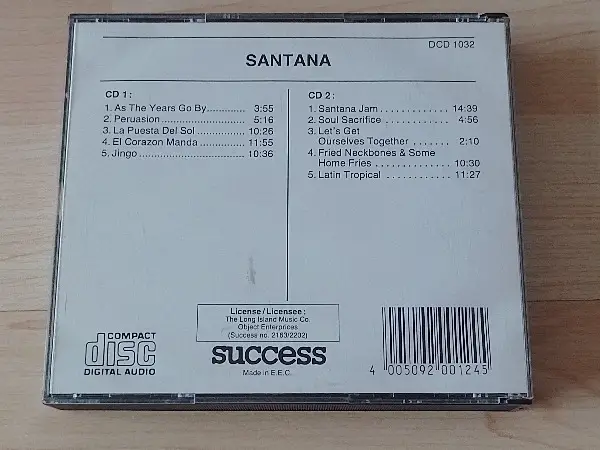 DCD 1032
SANTANA
CD 1:
1. As The Years Go By............. 3:55
2. Peruasion ........................ 5:16
3. La Puesta Del Sol .............. 10:26
4. El Corazon Manda ............. 11:55
5. Jingo .............................. 10:36
CD 2:
1. Santana Jam ............. 14:39
2. Soul Sacrifice ............ 4:56
3. Let's Get
Ourselves Together ....... 2:10
4. Fried Neckbones & Some
Home Fries ............... 10:30
5. Latin Tropical ............ 11:27
License/Licensee:
The Long Island Music Co.
Object Enterprices
(Success no. 2163/2202)
success
Made in E.E.C.
COMPACT
disc
DIGITAL AUDIO
4 005092 001245